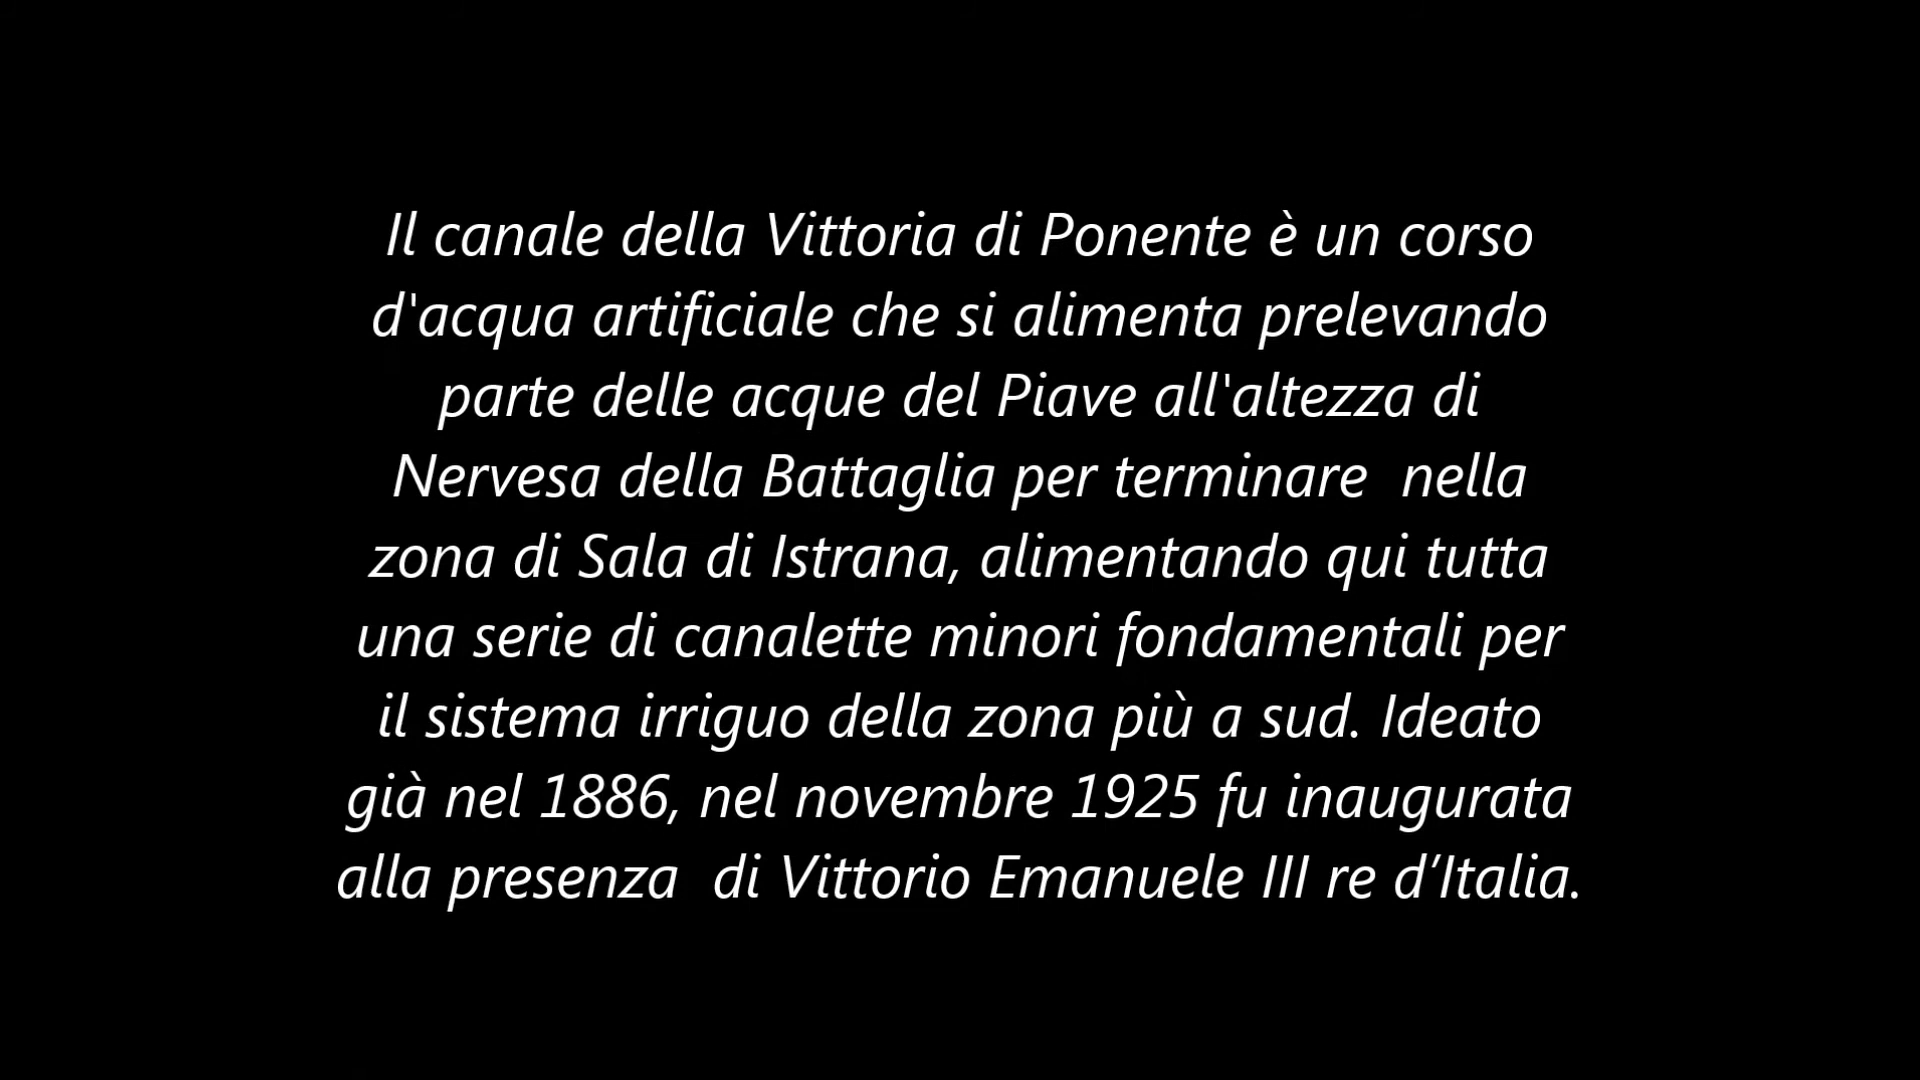 Il canale della Vittoria di Ponente è un corso
d'acqua artificiale che si alimenta prelevando
parte delle acque del Piave all'altezza di
Nervesa della Battaglia per terminare  nella
zona di Sala di Istrana, alimentando qui tutta
una serie di canalette minori fondamentali per
il sistema irriguo della zona più a sud. Ideato
già nel 1886, nel novembre 1925 fu inaugurata
alla presenza  di Vittorio Emanuele III re d’Italia.